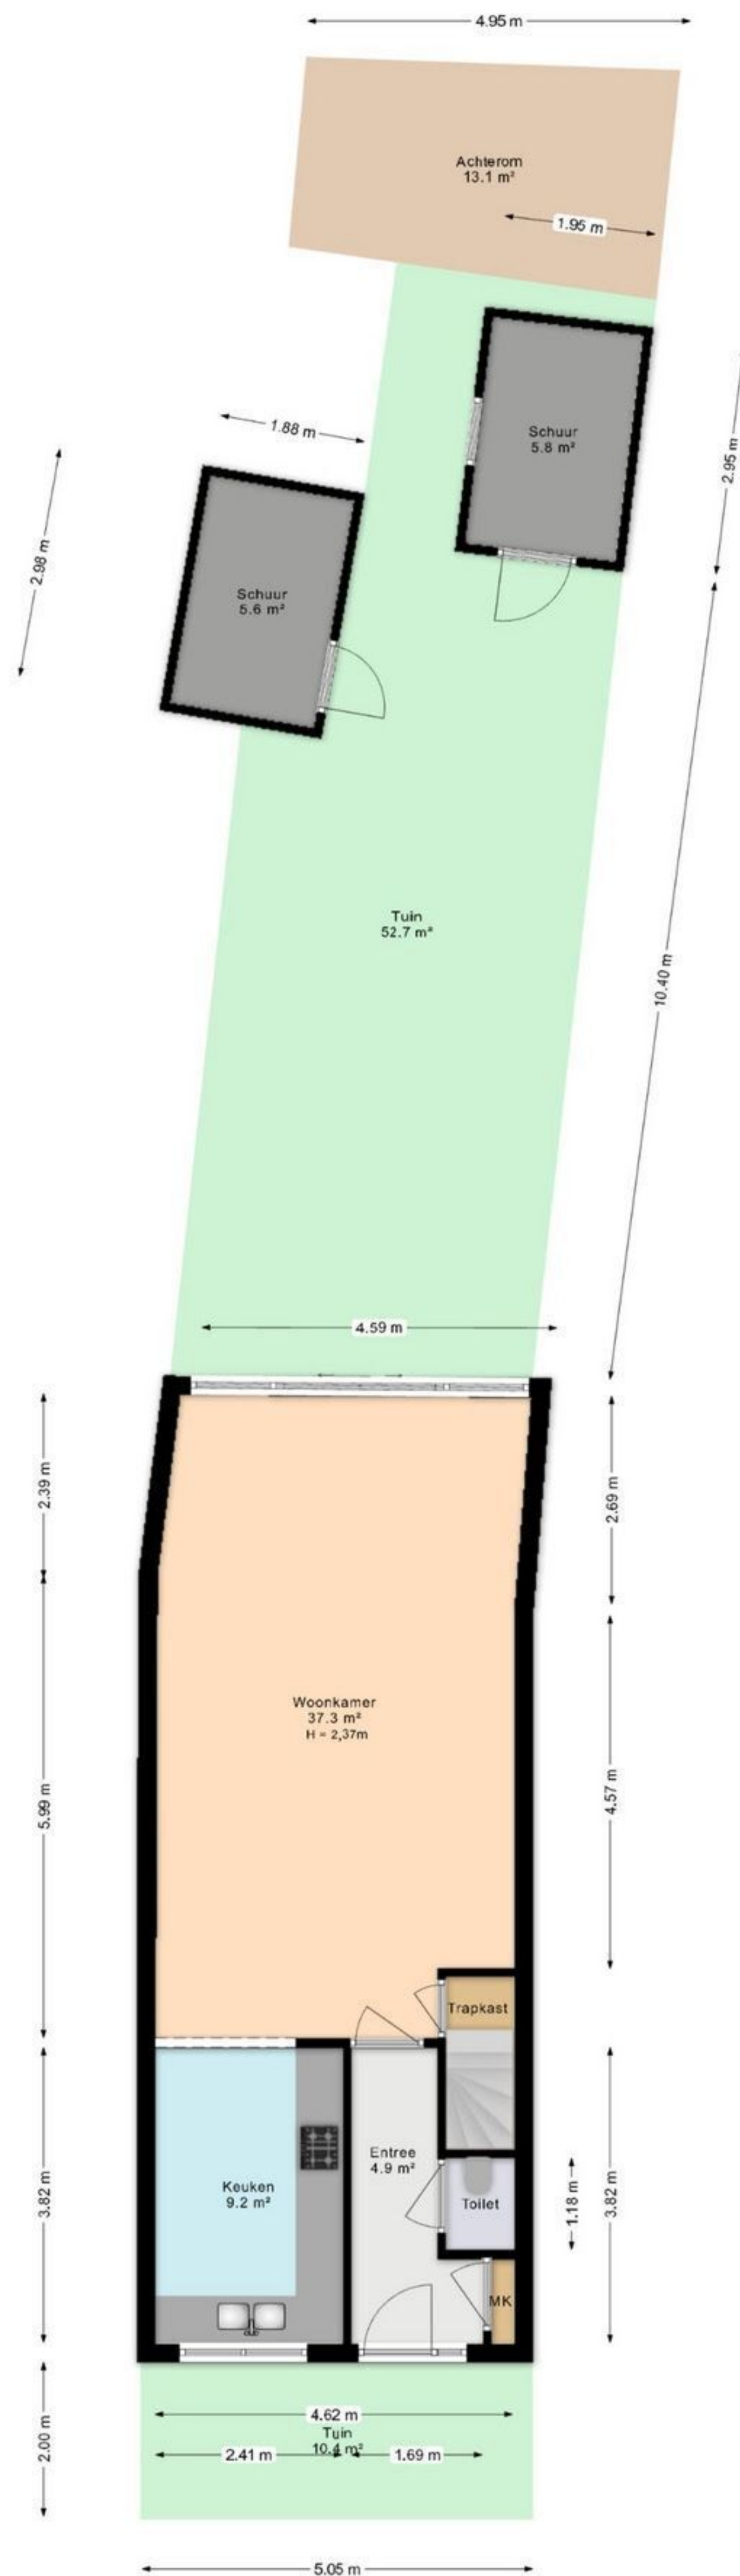 4.95 m
Achterom
13.1 m²
1.95 m
Schuur
5.8 m²
1.88 m
2.95 m
2.98 m
Schuur
5.6 m²
Tuin
52.7 m²
10.40 m
4.59 m
2.39 m
2.69 m
Woonkamer
37.3 m²
H = 2,37m
5.99 m
4.57 m
Trapkast
Entree
4.9 m²
Keuken
9.2 m²
Toilet
3.82 m
1.18 m
3.82 m
MK
2.00 m
4.62 m
Tuin
10.4 m²
2.41 m
1.69 m
5.05 m